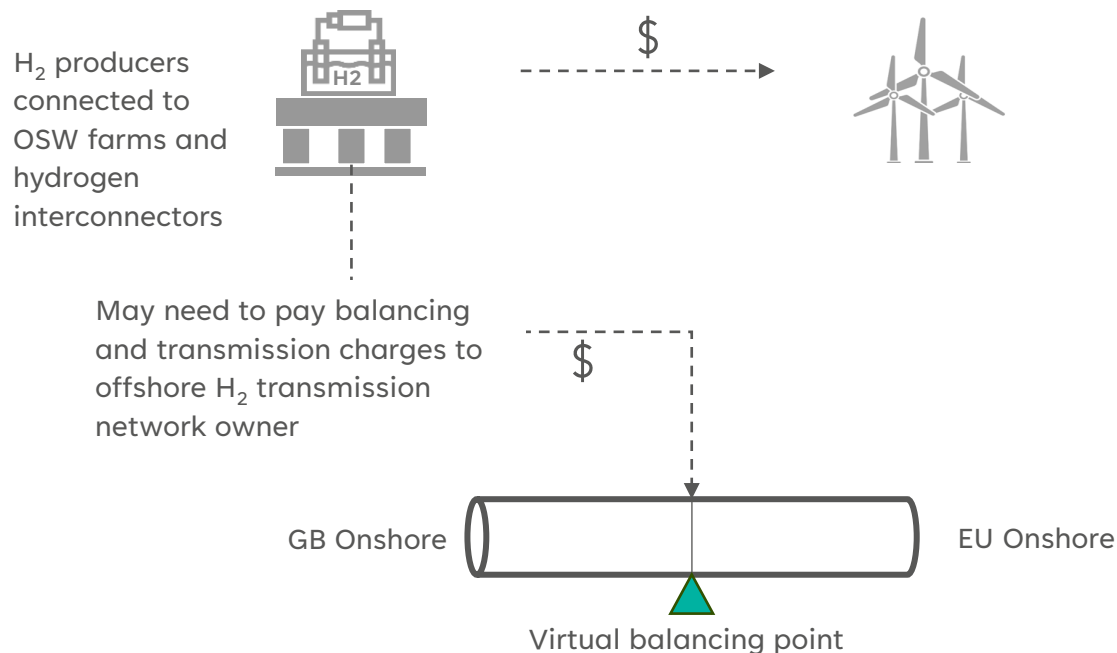 $
H₂ producers
connected to
OSW farms and
hydrogen
interconnectors
H2
May need to pay balancing
and transmission charges to
offshore H₂ transmission
network owner
$
GB Onshore
EU Onshore
Virtual balancing point